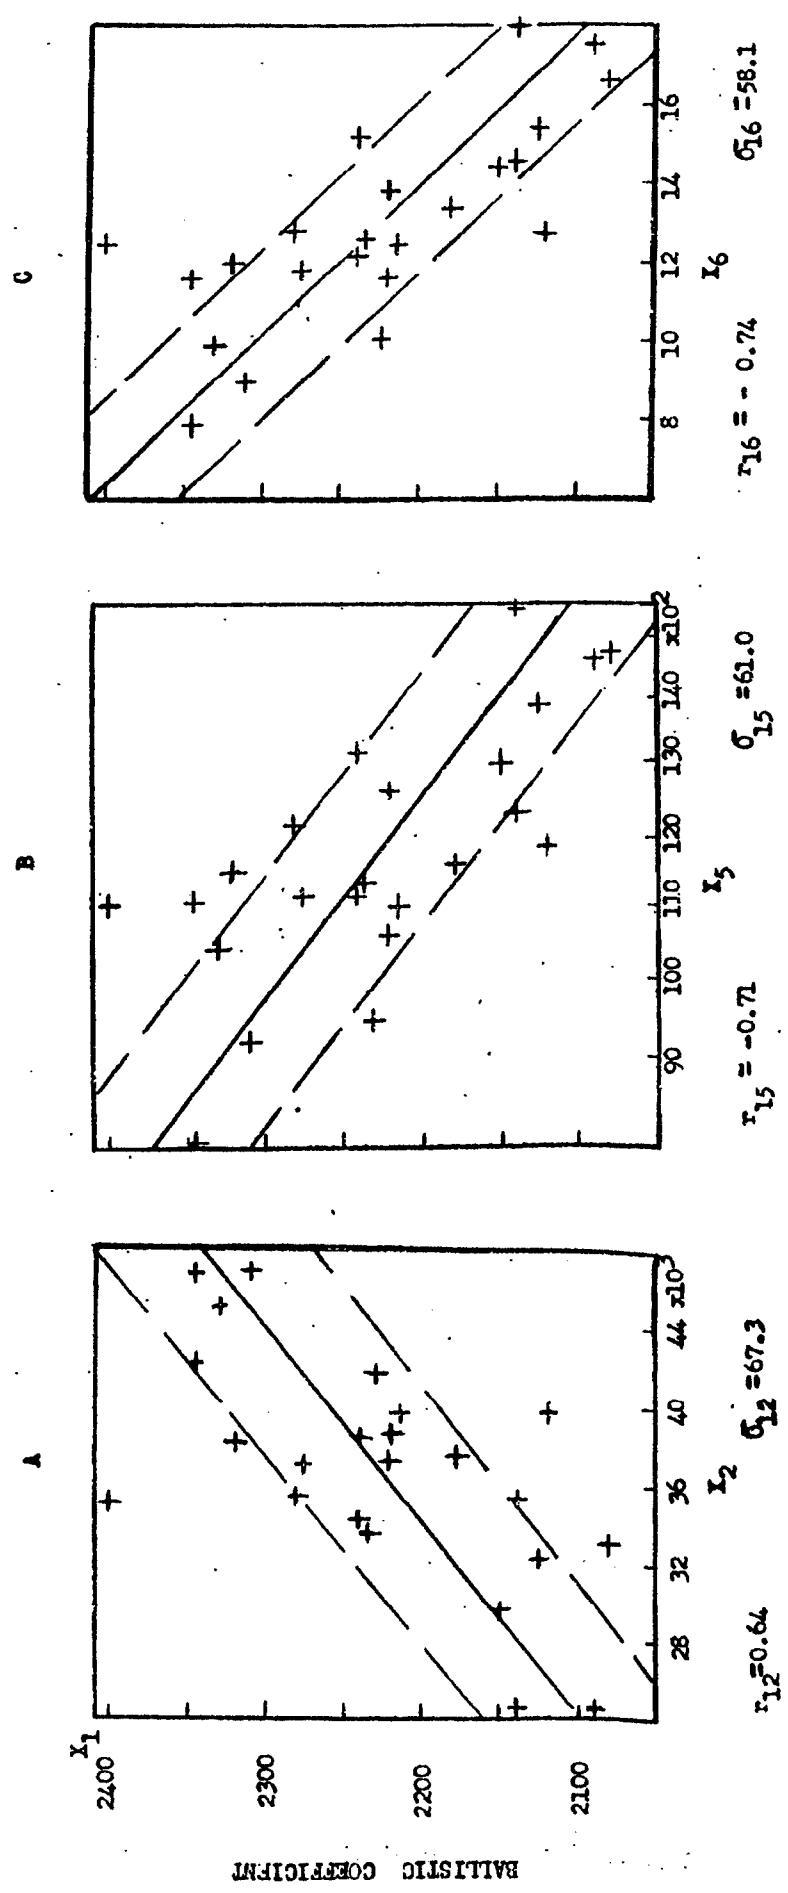 A
X1
2400
2300
2200
2100
BALLISTIC COEFFICIENT
28 32 36 40 44 x10³
X2
r12=0.64 σ12=67.3
B
90 100 110 120 130 140 x10²
X5
r15 = -0.71 σ15=61.0
C
8 10 12 14 16
X6
r16 = - 0.74 σ16=58.1